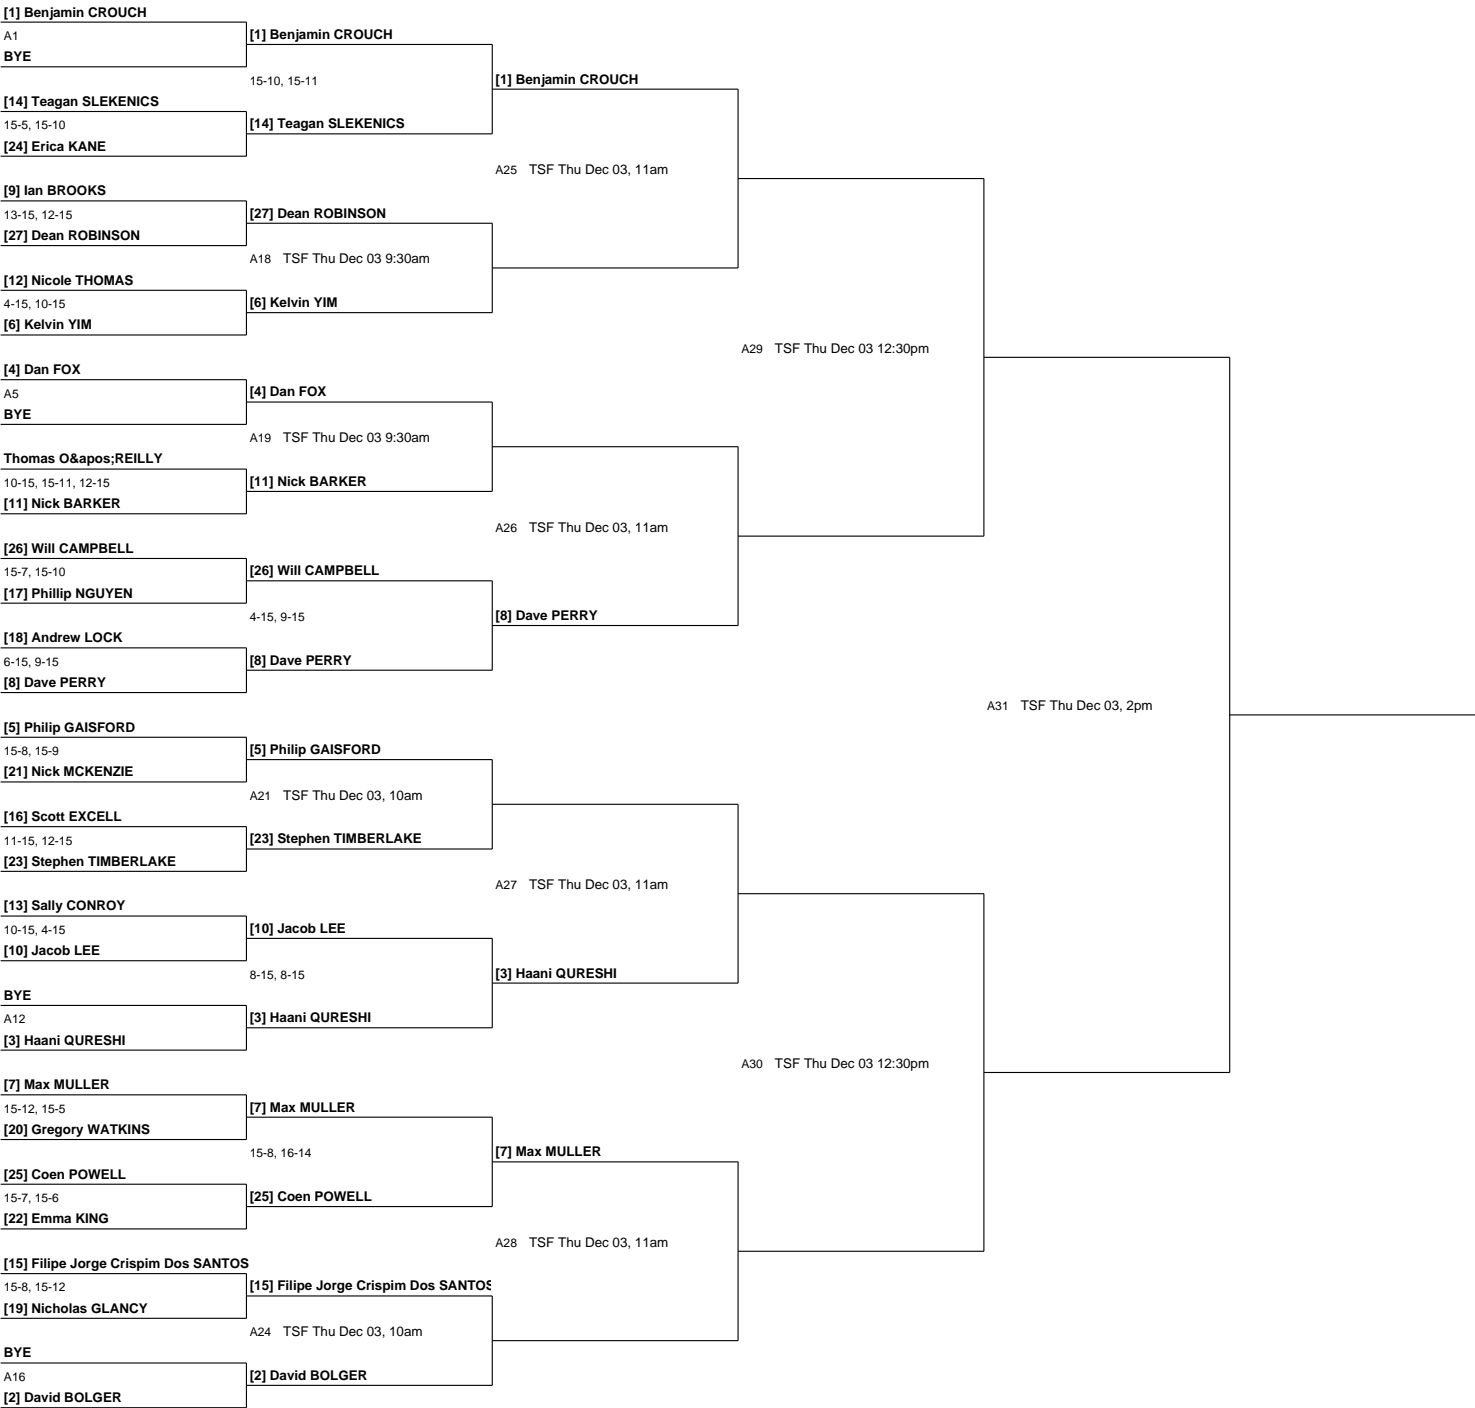 [1] Benjamin CROUCH
A1
BYE
[14] Teagan SLEKENICS
15-5, 15-10
[24] Erica KANE
[9] Ian BROOKS
13-15, 12-15
[27] Dean ROBINSON
[12] Nicole THOMAS
4-15, 10-15
[6] Kelvin YIM
[4] Dan FOX
A5
BYE
Thomas O&apos;REILLY
10-15, 15-11, 12-15
[11] Nick BARKER
[26] Will CAMPBELL
15-7, 15-10
[17] Phillip NGUYEN
[18] Andrew LOCK
6-15, 9-15
[8] Dave PERRY
[5] Philip GAISFORD
15-8, 15-9
[21] Nick MCKENZIE
[16] Scott EXCELL
11-15, 12-15
[23] Stephen TIMBERLAKE
[13] Sally CONROY
10-15, 4-15
[10] Jacob LEE
BYE
A12
[3] Haani QURESHI
[7] Max MULLER
15-12, 15-5
[20] Gregory WATKINS
[25] Coen POWELL
15-7, 15-6
[22] Emma KING
[15] Filipe Jorge Crispim Dos SANTOS
15-8, 15-12
[19] Nicholas GLANCY
BYE
A16
[2] David BOLGER
[1] Benjamin CROUCH
15-10, 15-11
[14] Teagan SLEKENICS
[27] Dean ROBINSON
A18 TSF Thu Dec 03 9:30am
[6] Kelvin YIM
[4] Dan FOX
A19 TSF Thu Dec 03 9:30am
[11] Nick BARKER
[26] Will CAMPBELL
4-15, 9-15
[8] Dave PERRY
[5] Philip GAISFORD
A21 TSF Thu Dec 03, 10am
[23] Stephen TIMBERLAKE
[10] Jacob LEE
8-15, 8-15
[3] Haani QURESHI
[7] Max MULLER
15-8, 16-14
[25] Coen POWELL
[15] Filipe Jorge Crispim Dos SANTOS
A24 TSF Thu Dec 03, 10am
[2] David BOLGER
[1] Benjamin CROUCH
A25 TSF Thu Dec 03, 11am
A26 TSF Thu Dec 03, 11am
[8] Dave PERRY
A27 TSF Thu Dec 03, 11am
[3] Haani QURESHI
[7] Max MULLER
A28 TSF Thu Dec 03, 11am
A29 TSF Thu Dec 03 12:30pm
A30 TSF Thu Dec 03 12:30pm
A31 TSF Thu Dec 03, 2pm